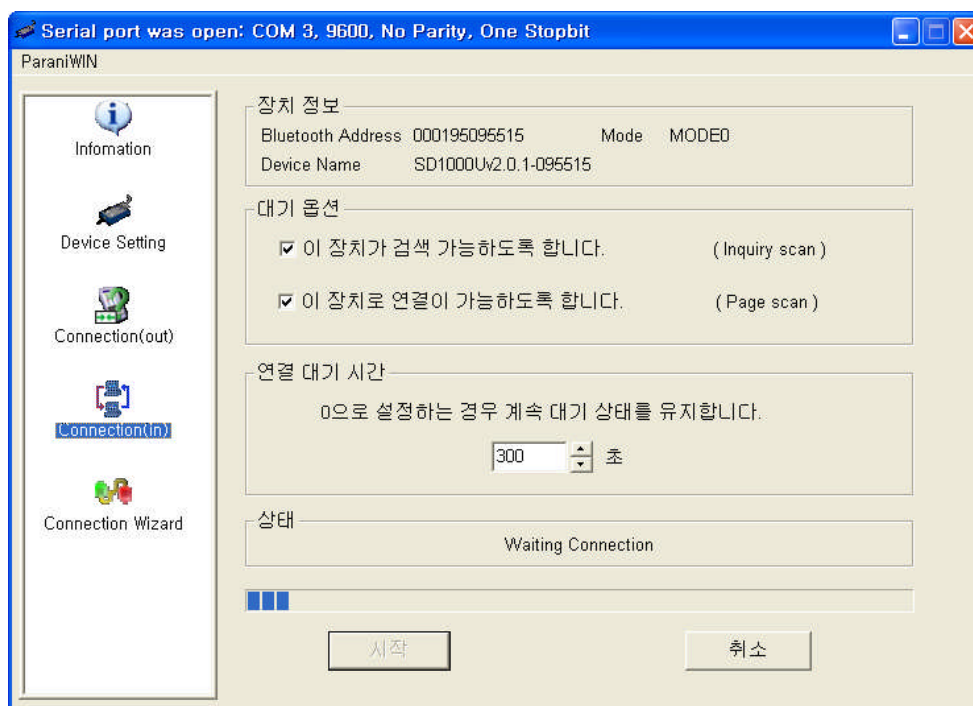 Serial port was open: COM 3, 9600, No Parity, One Stopbit
ParaniWIN
Infomation
Device Setting
Connection(out)
Connection(in)
Connection Wizard
장치 정보
Bluetooth Address 000195095515 Mode MODE0
Device Name SD1000Uv2.0.1-095515
대기 옵션
이 장치가 검색 가능하도록 합니다. ( Inquiry scan )
이 장치로 연결이 가능하도록 합니다. ( Page scan )
연결 대기 시간
0으로 설정하는 경우 계속 대기 상태를 유지합니다.
300 초
상태
Waiting Connection
시작 취소